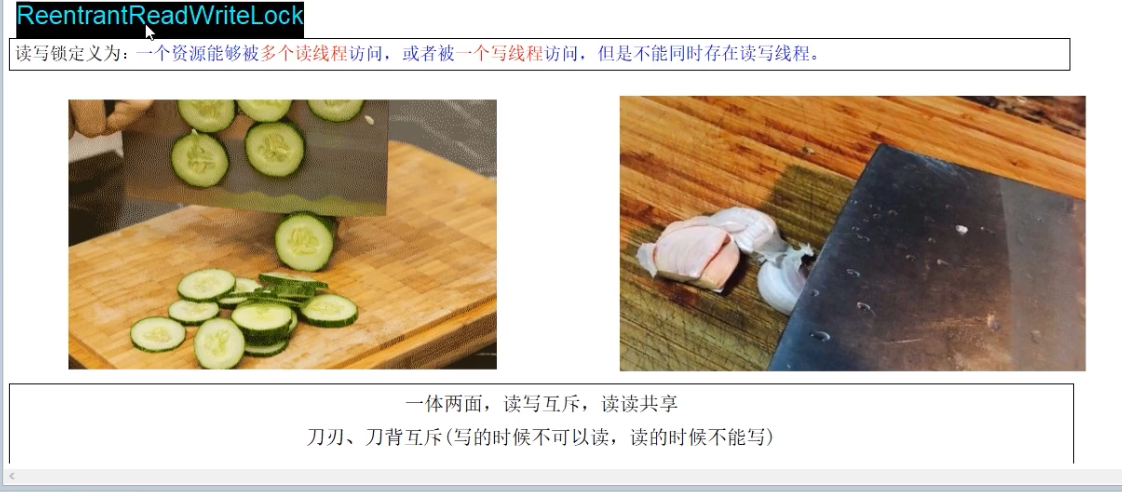 ReentrantReadWriteLock
读写锁定义为：一个资源能够被多个读线程访问，或者被一个写线程访问，但是不能同时存在读写线程。
一体两面，读写互斥，读读共享
刀刃、刀背互斥(写的时候不可以读，读的时候不能写)